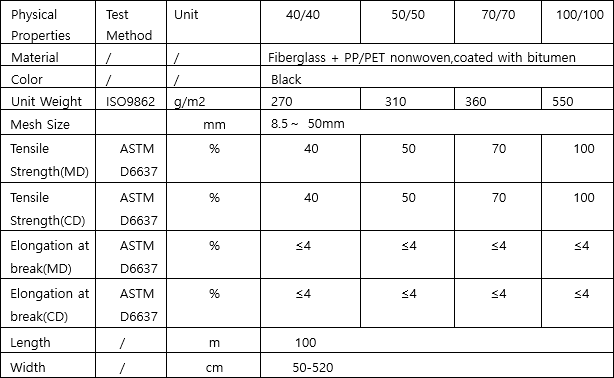 Physical Properties Test Method Unit 40/40 50/50 70/70 100/100
Material / / Fiberglass + PP/PET nonwoven,coated with bitumen
Color / / Black
Unit Weight ISO9862 g/m2 270 310 360 550
Mesh Size mm 8.5~ 50mm
Tensile Strength(MD) ASTM D6637 % 40 50 70 100
Tensile Strength(CD) ASTM D6637 % 40 50 70 100
Elongation at break(MD) ASTM D6637 % ≤4 ≤4 ≤4 ≤4
Elongation at break(CD) ASTM D6637 % ≤4 ≤4 ≤4 ≤4
Length / m 100
Width / cm 50-520